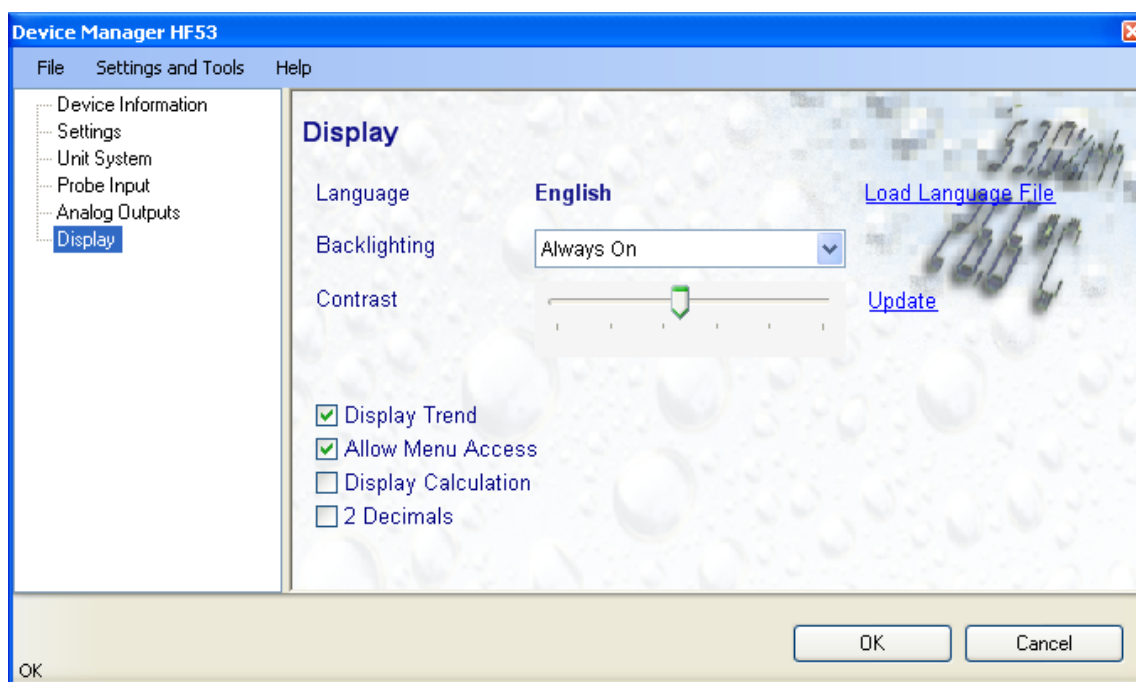 Device Manager HF53
File Settings and Tools Help
Device Information
Settings
Unit System
Probe Input
Analog Outputs
Display
Display
Language English Load Language File
Backlighting Always On
Contrast Update
Display Trend
Allow Menu Access
Display Calculation
2 Decimals
OK Cancel
OK